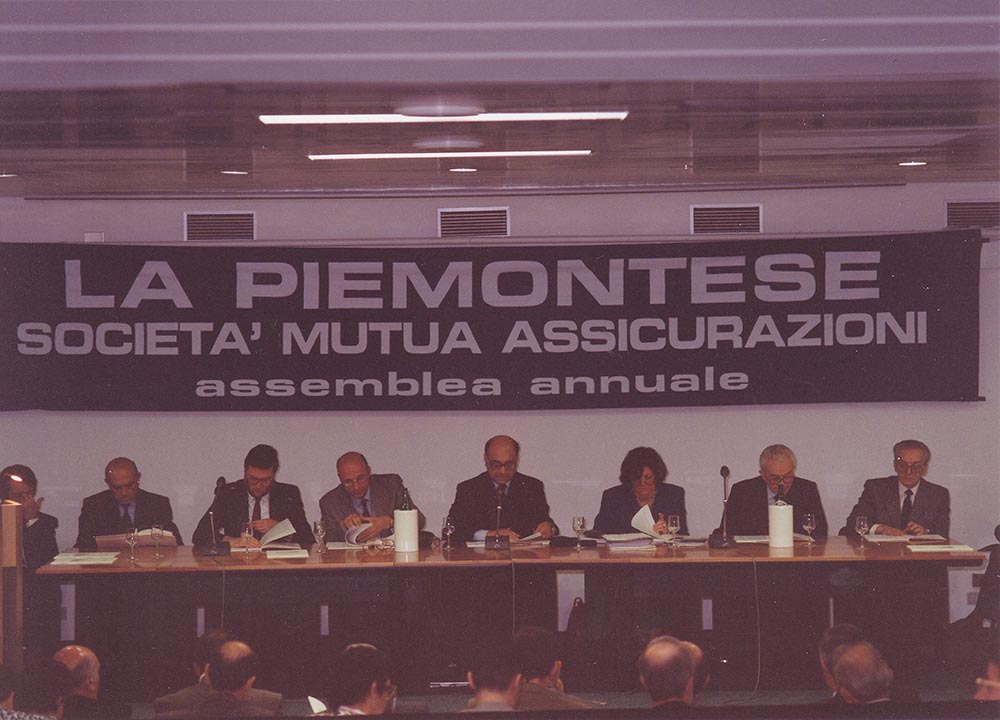 LA PIEMONTESE
SOCIETA' MUTUA ASSICURAZIONI
assemblea annuale